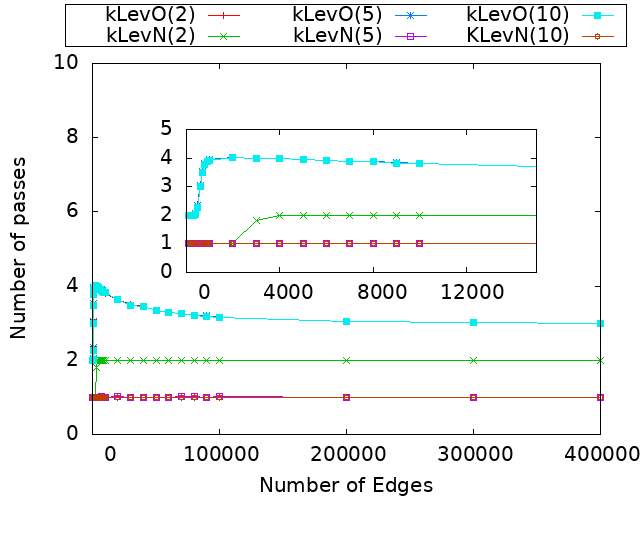 kLevO(2) kLevO(5) kLevO(10)
kLevN(2) kLevN(5) KLevN(10)
10
8
6
4
2
0
5
4
3
2
1
0
0 4000 8000 12000
0 100000 200000 300000 400000
Number of passes
Number of Edges